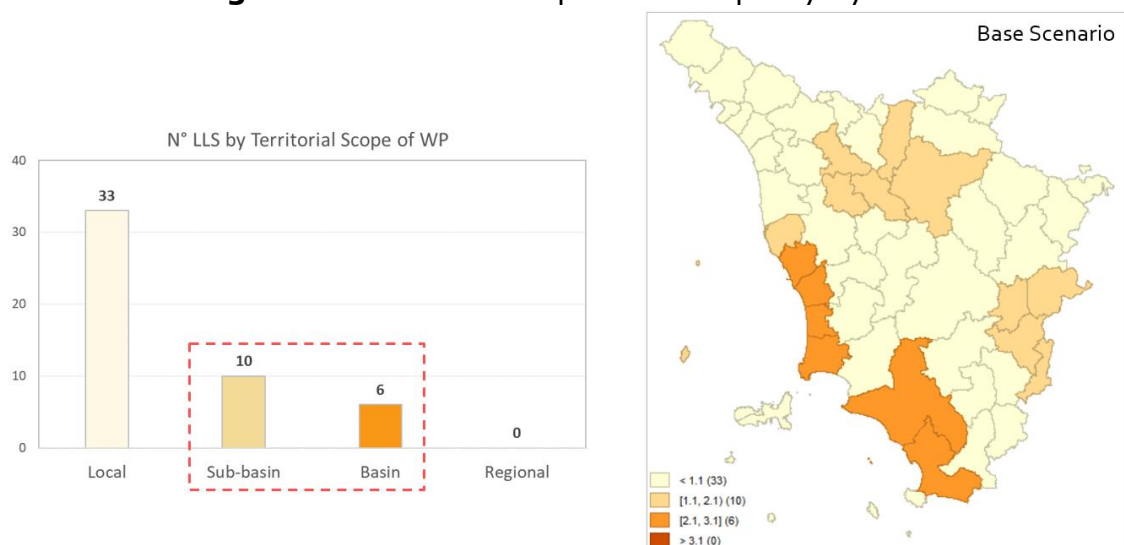 Base Scenario
N° LLS by Territorial Scope of WP
40
33
30
20
10
10
6
0
0
Local
Sub-basin
Basin
Regional
< 1.1 (33)
[1.1, 2.1) (10)
[2.1, 3.1] (6)
> 3.1 (0)